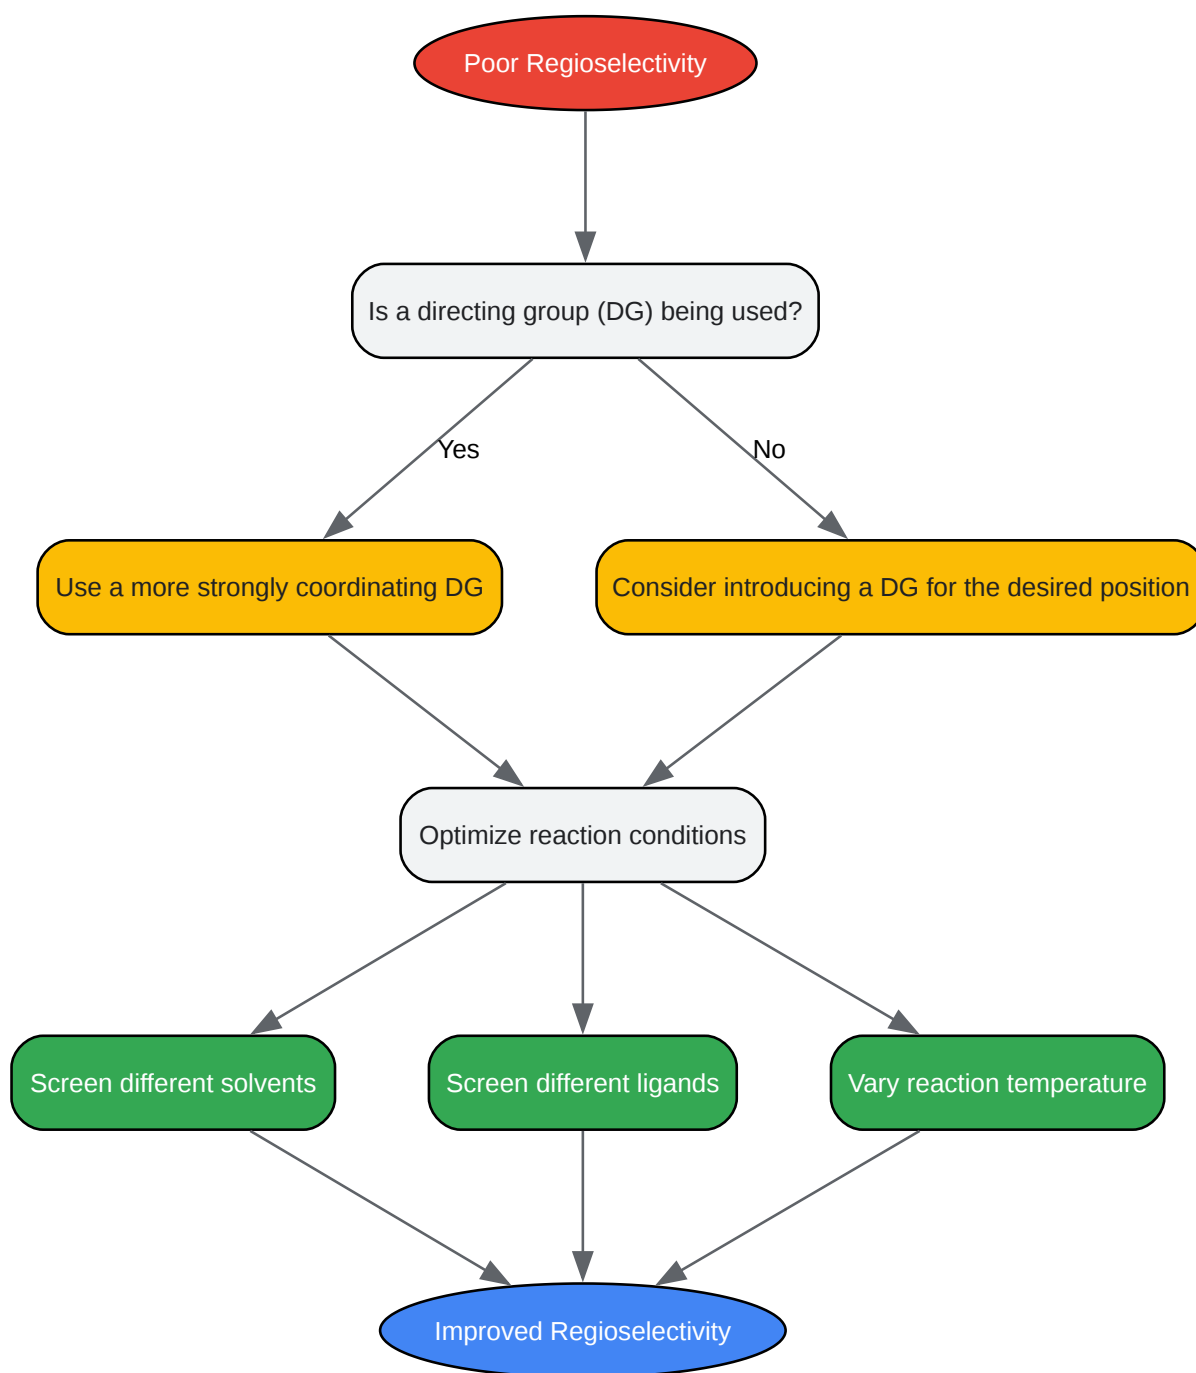 Poor Regioselectivity
Is a directing group (DG) being used?
Yes
No
Use a more strongly coordinating DG
Consider introducing a DG for the desired position
Optimize reaction conditions
Screen different solvents
Screen different ligands
Vary reaction temperature
Improved Regioselectivity